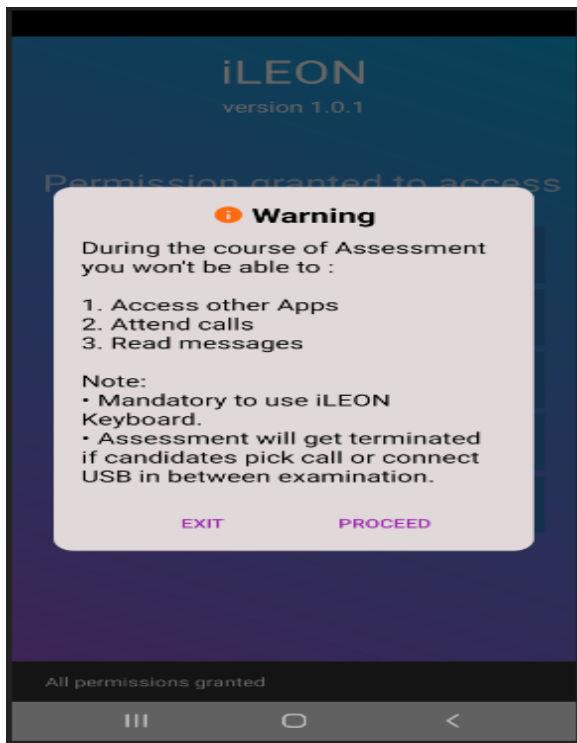 iLEON
version 1.0.1
Permission granted to access
Warning
During the course of Assessment
you won't be able to :
1. Access other Apps
2. Attend calls
3. Read messages
Note:
• Mandatory to use iLEON
Keyboard.
• Assessment will get terminated
if candidates pick call or connect
USB in between examination.
EXIT PROCEED
All permissions granted